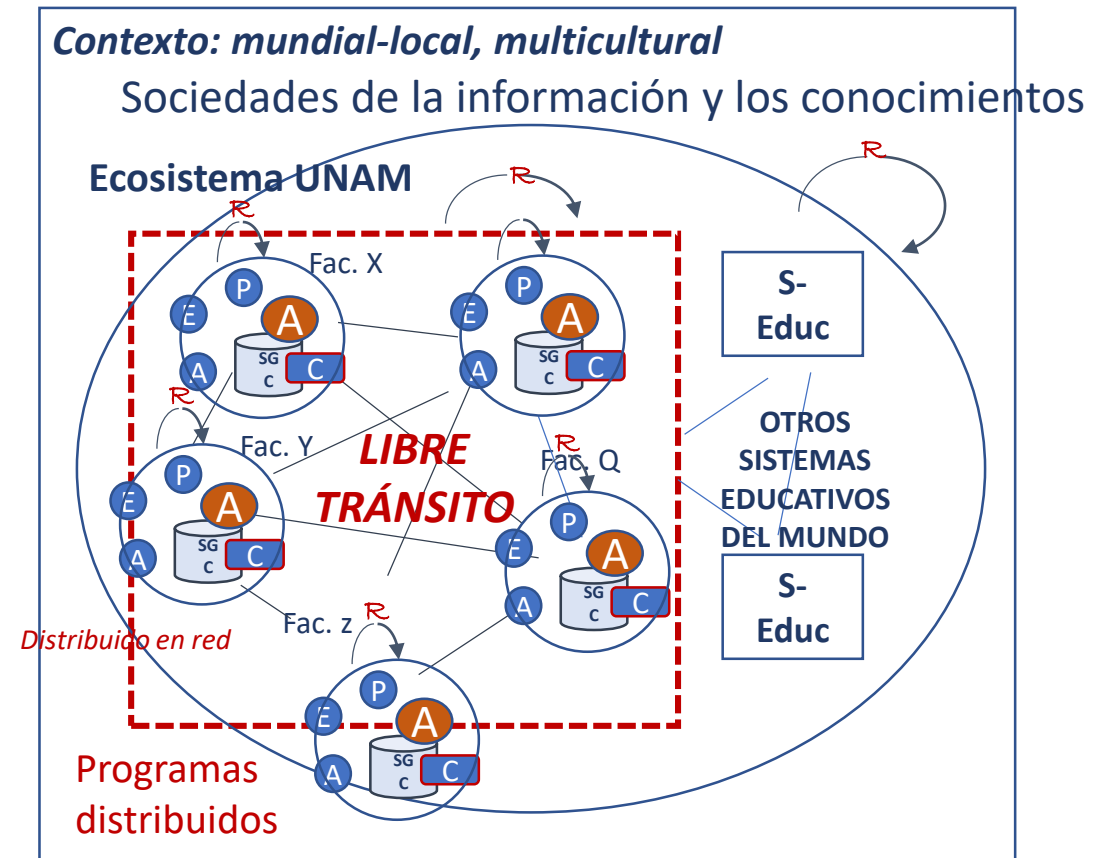 Contexto: mundial-local, multicultural
Sociedades de la información y los conocimientos
Ecosistema UNAM
R
R
R
Fac. X
P
E
A
A
SG
C
C
P
E
A
A
SG
C
C
S-
Educ
R
Fac. Y
P
E
A
A
SG
C
C
LIBRE
TRÁNSITO
R
Fac. Q
P
E
A
A
SG
C
C
OTROS
SISTEMAS
EDUCATIVOS
DEL MUNDO
S-
Educ
Distribuido en red
Fac. z
R
P
E
A
A
SG
C
C
Programas
distribuidos